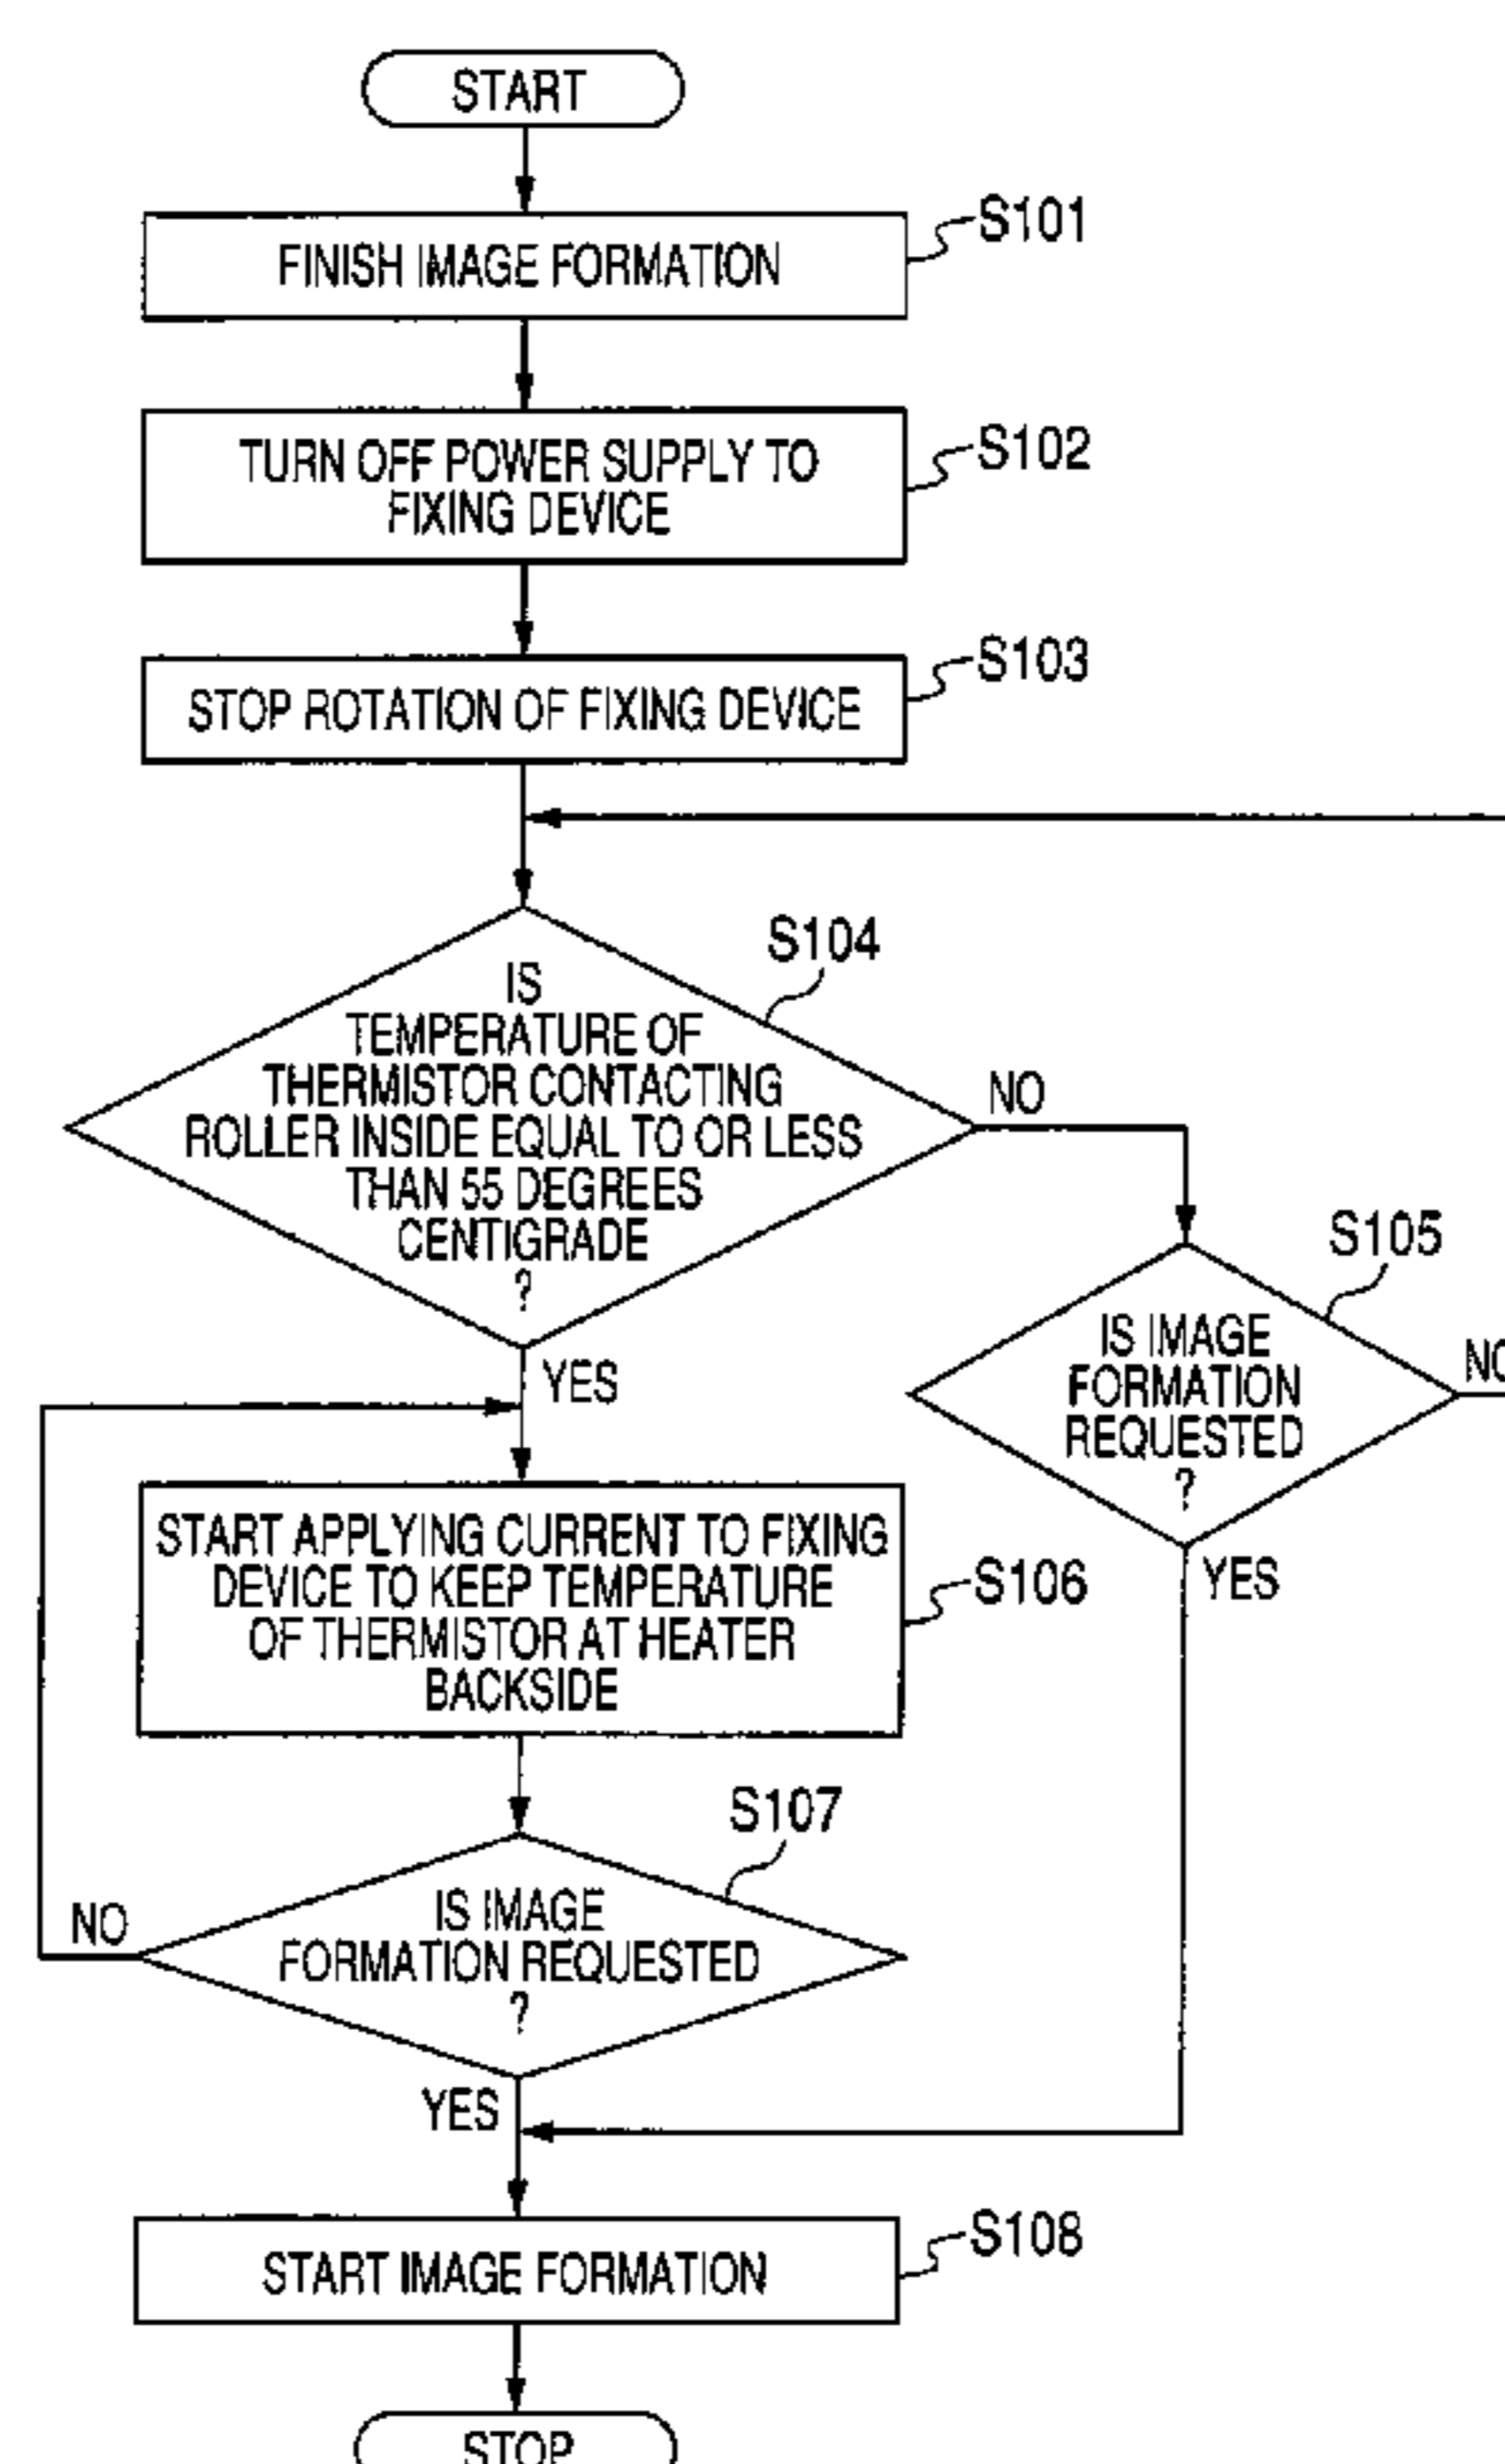 START
FINISH IMAGE FORMATION
S101
TURN OFF POWER SUPPLY TO
FIXING DEVICE
S102
STOP ROTATION OF FIXING DEVICE
S103
IS
TEMPERATURE OF
THERMISTOR CONTACTING
ROLLER INSIDE EQUAL TO OR LESS
THAN 55 DEGREES
CENTIGRADE
?
S104
NO
YES
S105
IS IMAGE
FORMATION
REQUESTED
?
NO
YES
START APPLYING CURRENT TO FIXING
DEVICE TO KEEP TEMPERATURE
OF THERMISTOR AT HEATER
BACKSIDE
S106
S107
IS IMAGE
FORMATION REQUESTED
?
NO
YES
START IMAGE FORMATION
S108
STOP